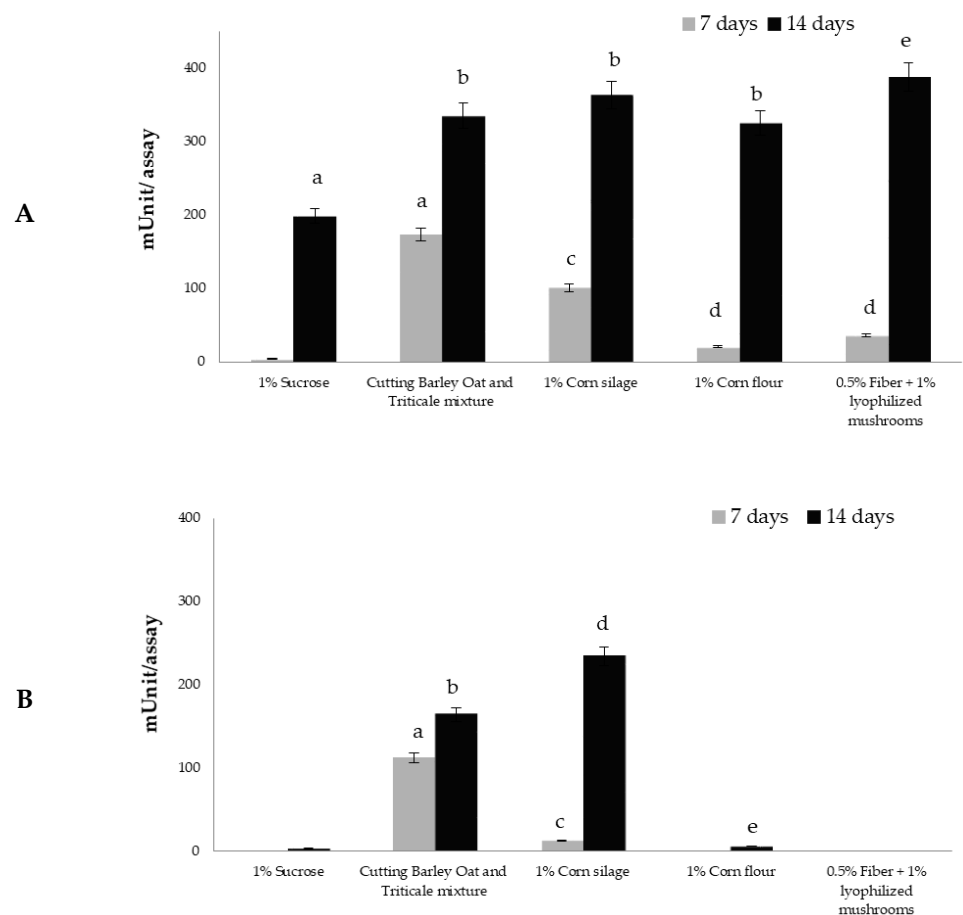 7 days 14 days
400
300
200
100
0
mUnit/ assay
A
a
a
b
c
b
d
b
d
e
1% Sucrose
Cutting Barley Oat and
Triticale mixture
1% Corn silage
1% Corn flour
0.5% Fiber + 1%
lyophilized
mushrooms
7 days 14 days
400
300
200
100
0
mUnit/assay
B
a
b
c
d
e
1% Sucrose
Cutting Barley Oat and
Triticale mixture
1% Corn silage
1% Corn flour
0.5% Fiber + 1%
lyophilized
mushrooms